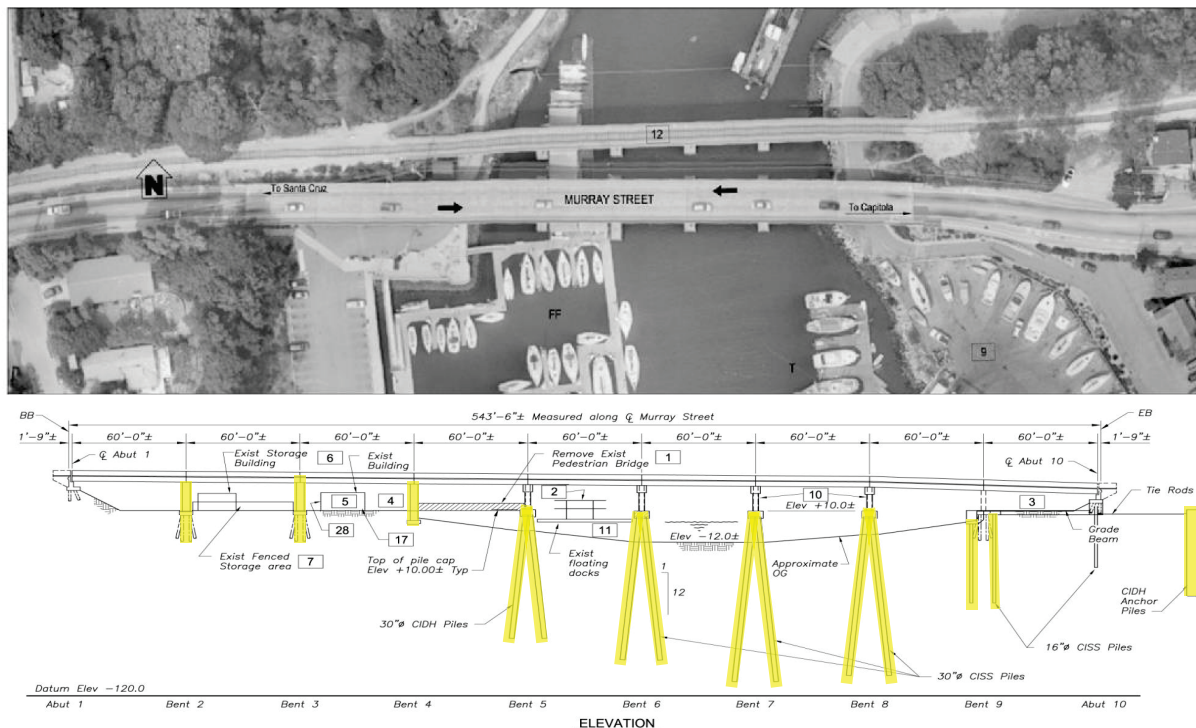 12
N
To Santa Cruz
MURRAY STREET
To Capitola
FF
9
T
BB
543'-6"± Measured along ℄ Murray Street
EB
1'-9"±
60'-0"±
60'-0"±
60'-0"±
60'-0"±
60'-0"±
60'-0"±
60'-0"±
60'-0"±
60'-0"±
1'-9"±
℄ Abut 1
Exist Storage
Building
6
Exist
Building
Remove Exist
Pedestrian Bridge
1
℄ Abut 10
Tie Rods
5
4
2
10
Elev +10.0±
3
28
17
11
Elev -12.0±
Grade
Beam
Exist Fenced
Storage area
7
Top of pile cap
Elev +10.00± Typ
Exist
floating
docks
1
12
Approximate
OG
CIDH
Anchor
Piles
30"ø CIDH Piles
16"ø CISS Piles
30"ø CISS Piles
Datum Elev -120.0
Abut 1
Bent 2
Bent 3
Bent 4
Bent 5
Bent 6
Bent 7
Bent 8
Bent 9
Abut 10
ELEVATION